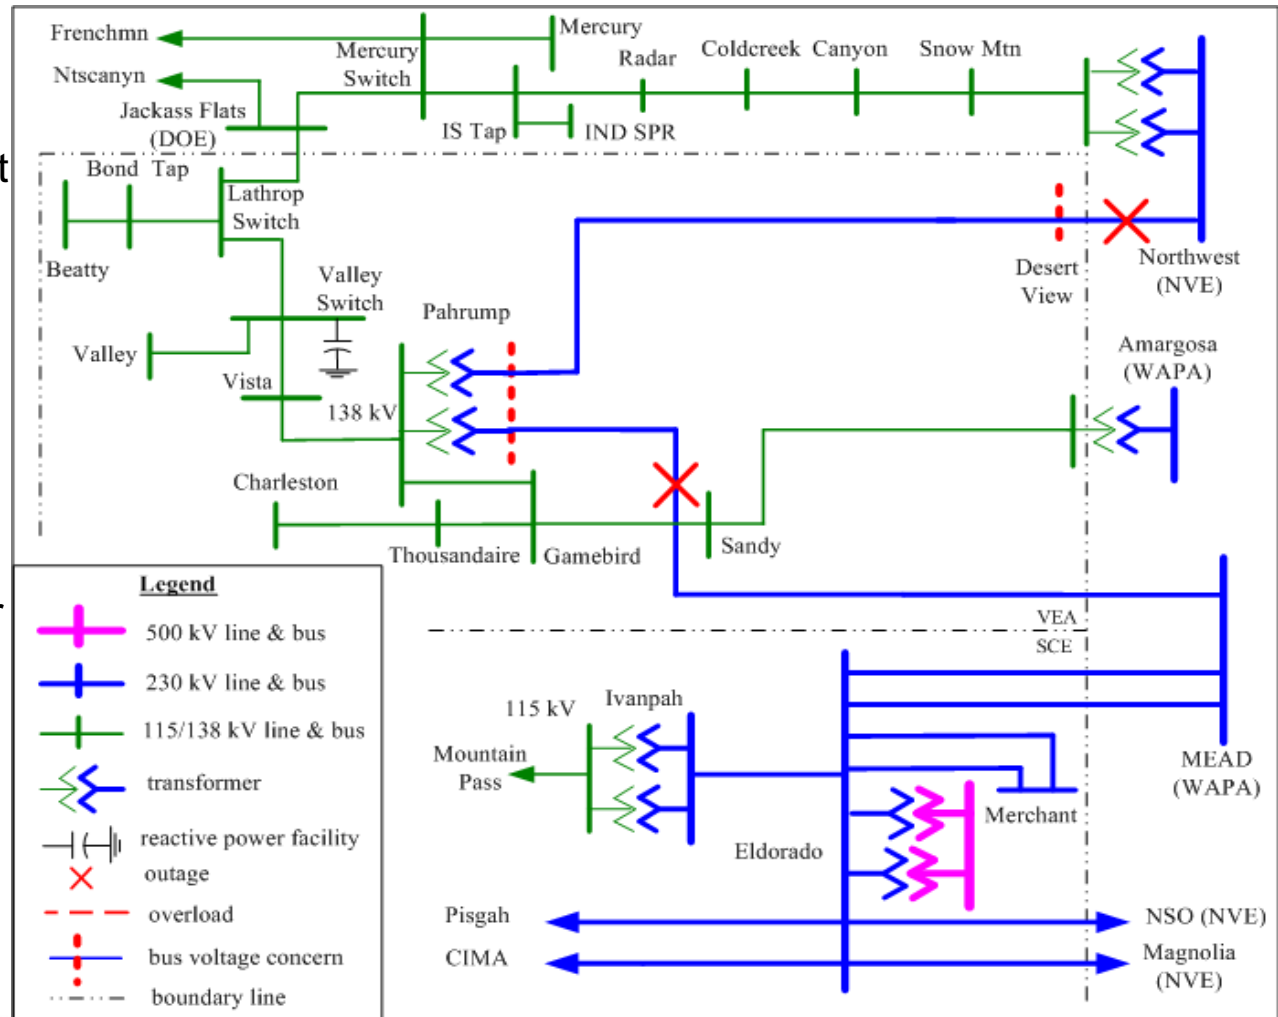 Frenchmn
Mercury
Mercury
Switch
Radar
Coldcreek
Canyon
Snow Mtn
Ntscanyn
Jackass Flats
(DOE)
IS Tap
IND SPR
t
Bond Tap
Lathrop
Switch
Beatty
Valley
Switch
Desert
View
Northwest
(NVE)
Pahrump
Valley
Vista
138 kV
Amargosa
(WAPA)
Charleston
Thousandaire
Gamebird
Sandy
VEA
SCE
Legend
500 kV line & bus
230 kV line & bus
115/138 kV line & bus
transformer
reactive power facility
outage
overload
bus voltage concern
boundary line
Ivanpah
115 kV
Mountain
Pass
MEAD
(WAPA)
Merchant
Eldorado
Pisgah
NSO (NVE)
CIMA
Magnolia
(NVE)